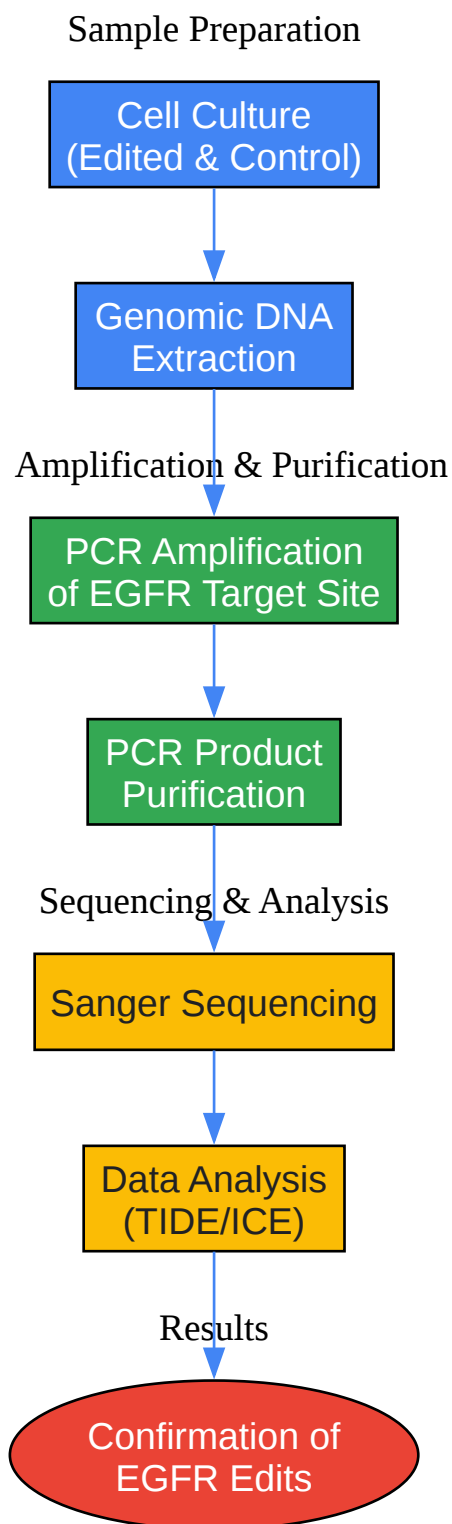 Sample Preparation
Cell Culture
(Edited & Control)
Genomic DNA
Extraction
Amplification & Purification
PCR Amplification
of EGFR Target Site
PCR Product
Purification
Sequencing & Analysis
Sanger Sequencing
Data Analysis
(TIDE/ICE)
Results
Confirmation of
EGFR Edits